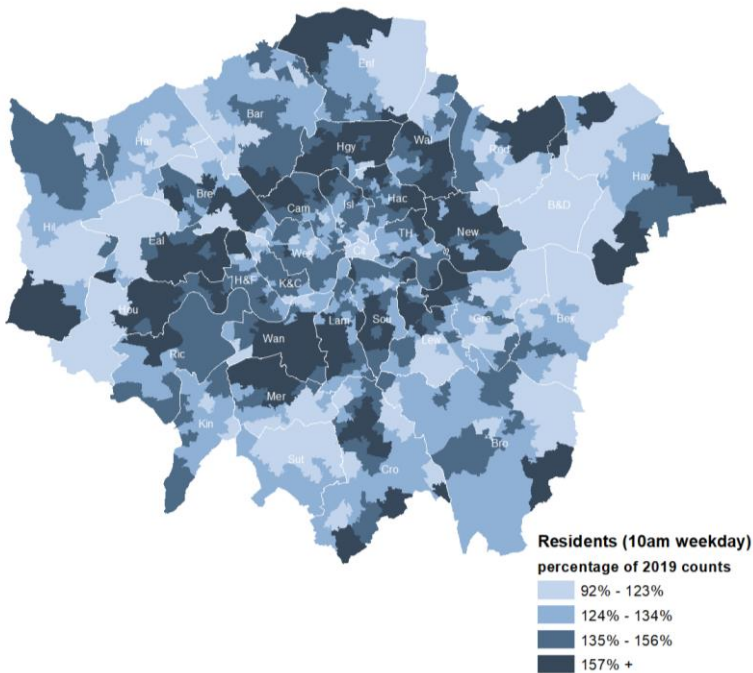 Enf
Bar
Har
Hgy
Wal
Red
Hav
Bre
Cam
Isl
Hac
B&D
Hil
Eal
Wes
CL
TH
New
H&F
K&C
Hou
Lam
Sou
Gre
Bex
Wan
Lew
Ric
Mer
Kin
Sut
Cro
Bro
Residents (10am weekday)
percentage of 2019 counts
92% - 123%
124% - 134%
135% - 156%
157% +